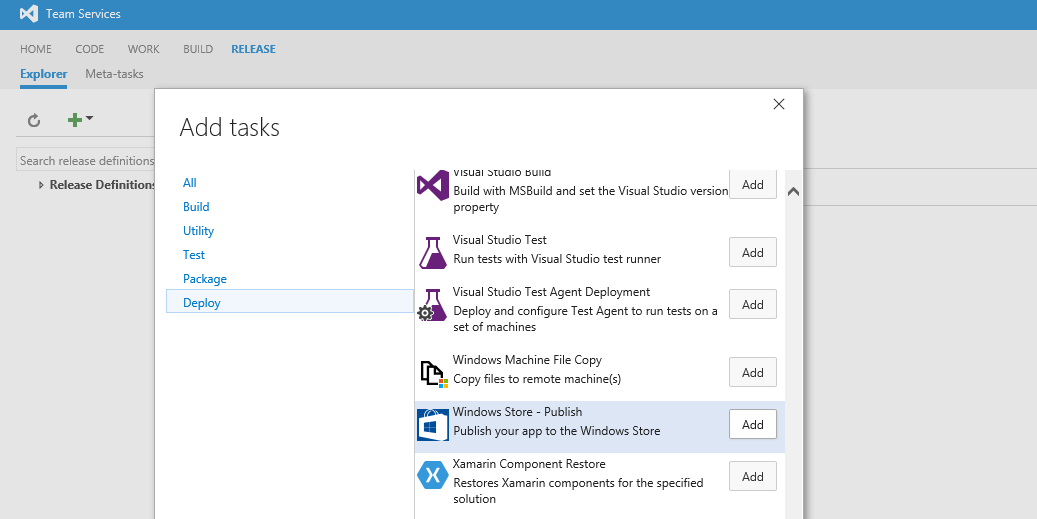 Team Services
HOME CODE WORK BUILD RELEASE
Explorer Meta-tasks
Add tasks
Search release definitions
Release Definitions
All
Build
Utility
Test
Package
Deploy
Visual Studio Build
Build with MSBuild and set the Visual Studio version
property
Add
Visual Studio Test
Run tests with Visual Studio test runner
Add
Visual Studio Test Agent Deployment
Deploy and configure Test Agent to run tests on a
set of machines
Add
Windows Machine File Copy
Copy files to remote machine(s)
Add
Windows Store - Publish
Publish your app to the Windows Store
Add
Xamarin Component Restore
Restores Xamarin components for the specified
solution
Add